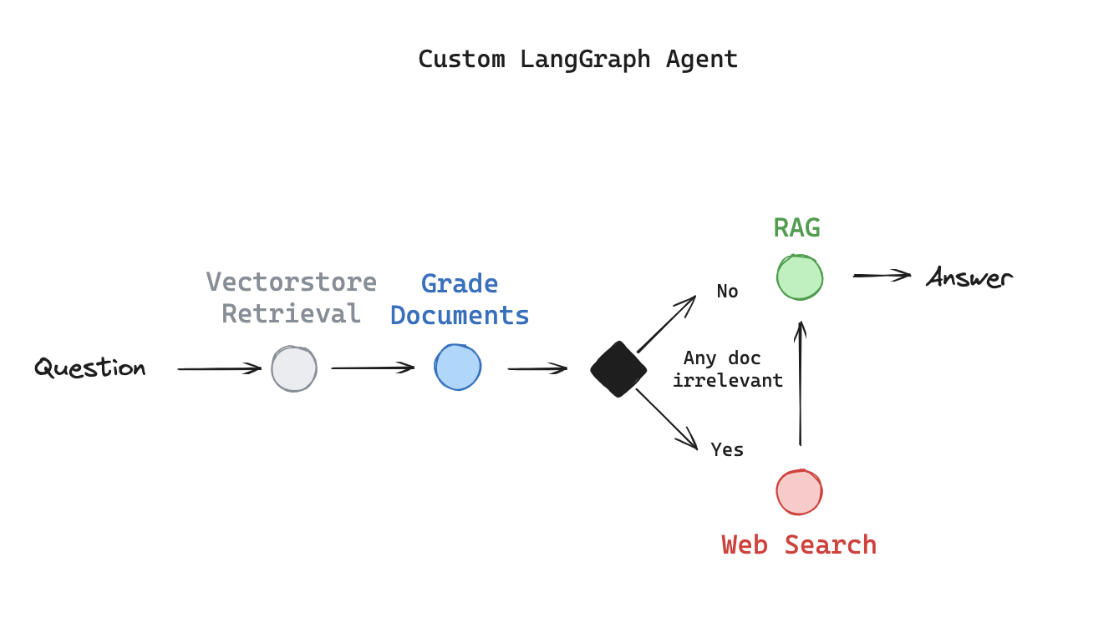 Custom LangGraph Agent
RAG
Vectorstore
Retrieval
Grade
Documents
No
Answer
Question
Any doc
irrelevant
Yes
Web Search